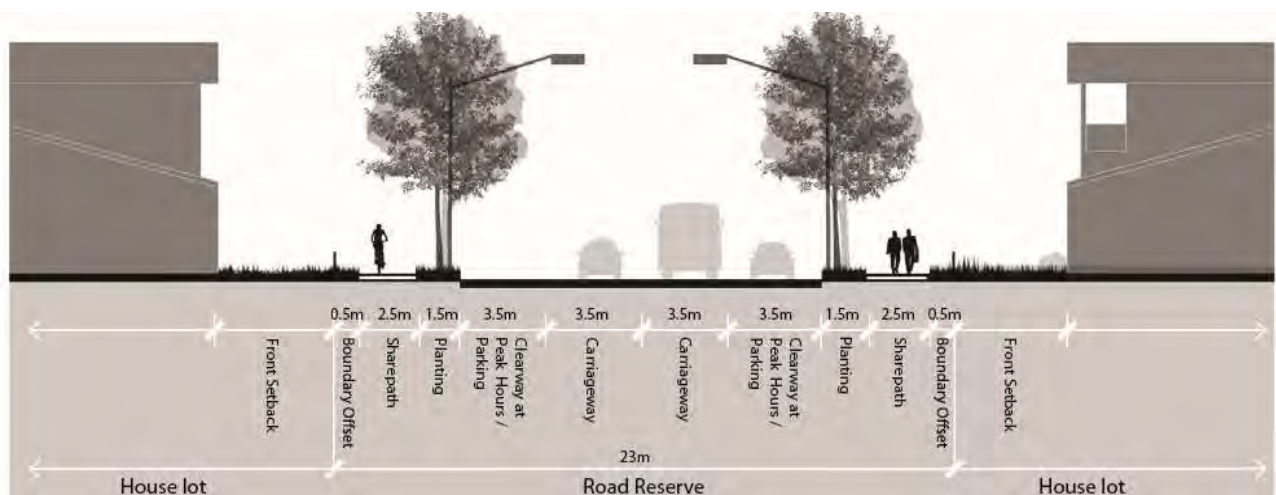 0.5m 2.5m 1.5m 3.5m 3.5m 3.5m 3.5m 1.5m 2.5m 0.5m
Front Setback
Boundary Offset
Sharepath
Planting
Clearway at
Peak Hours /
Parking
Carriageway
Carriageway
Clearway at
Peak Hours /
Parking
Planting
Sharepath
Boundary Offset
Front Setback
23m
House lot Road Reserve House lot